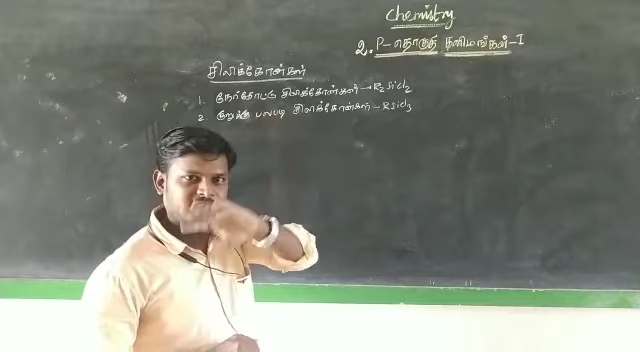 Chemistry
2. P- தொகுதி தனிமங்கள் - I
சிலிக்கோன்கள்
1. நேர்கோட்டு சிலிக்கோன்கள் - R₂SiCl₂
2. குறுக்கு பலபடி சிலிக்கோன்கள் - RSiCl₃